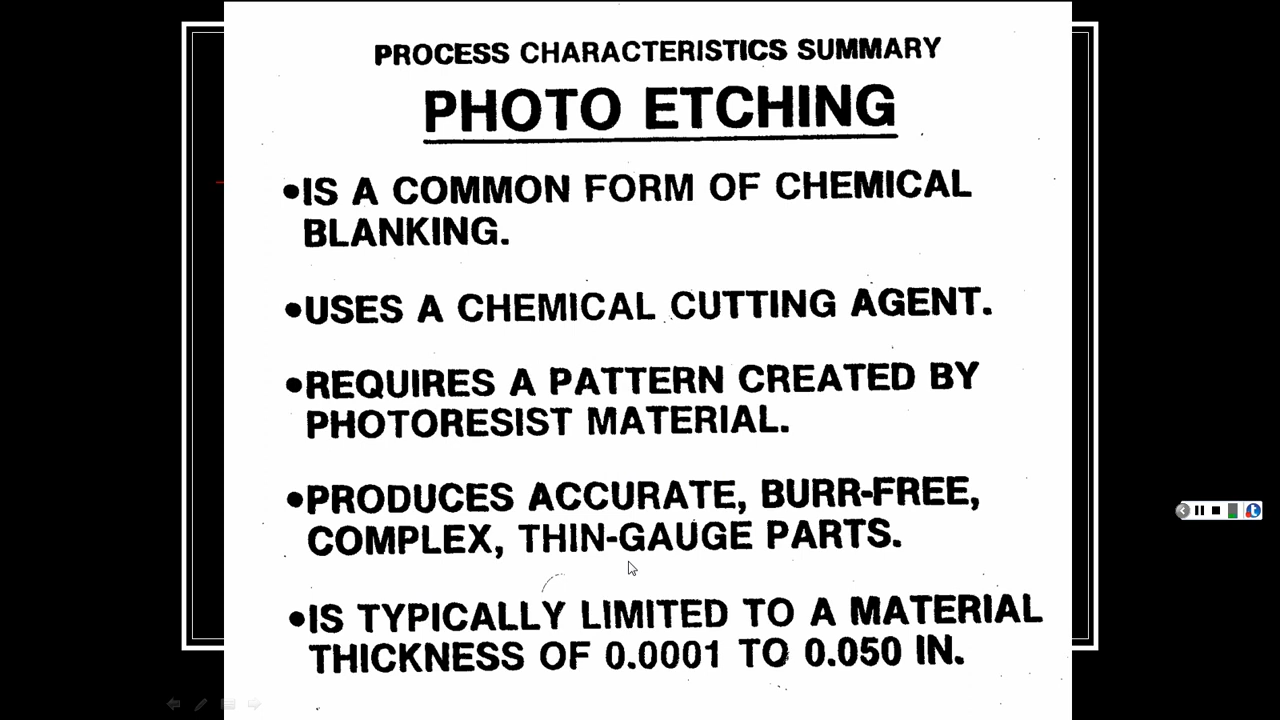 PROCESS CHARACTERISTICS SUMMARY
PHOTO ETCHING
•IS A COMMON FORM OF CHEMICAL
BLANKING.
•USES A CHEMICAL CUTTING AGENT.
•REQUIRES A PATTERN CREATED BY
PHOTORESIST MATERIAL.
•PRODUCES ACCURATE, BURR-FREE,
COMPLEX, THIN-GAUGE PARTS.
•IS TYPICALLY LIMITED TO A MATERIAL
THICKNESS OF 0.0001 TO 0.050 IN.